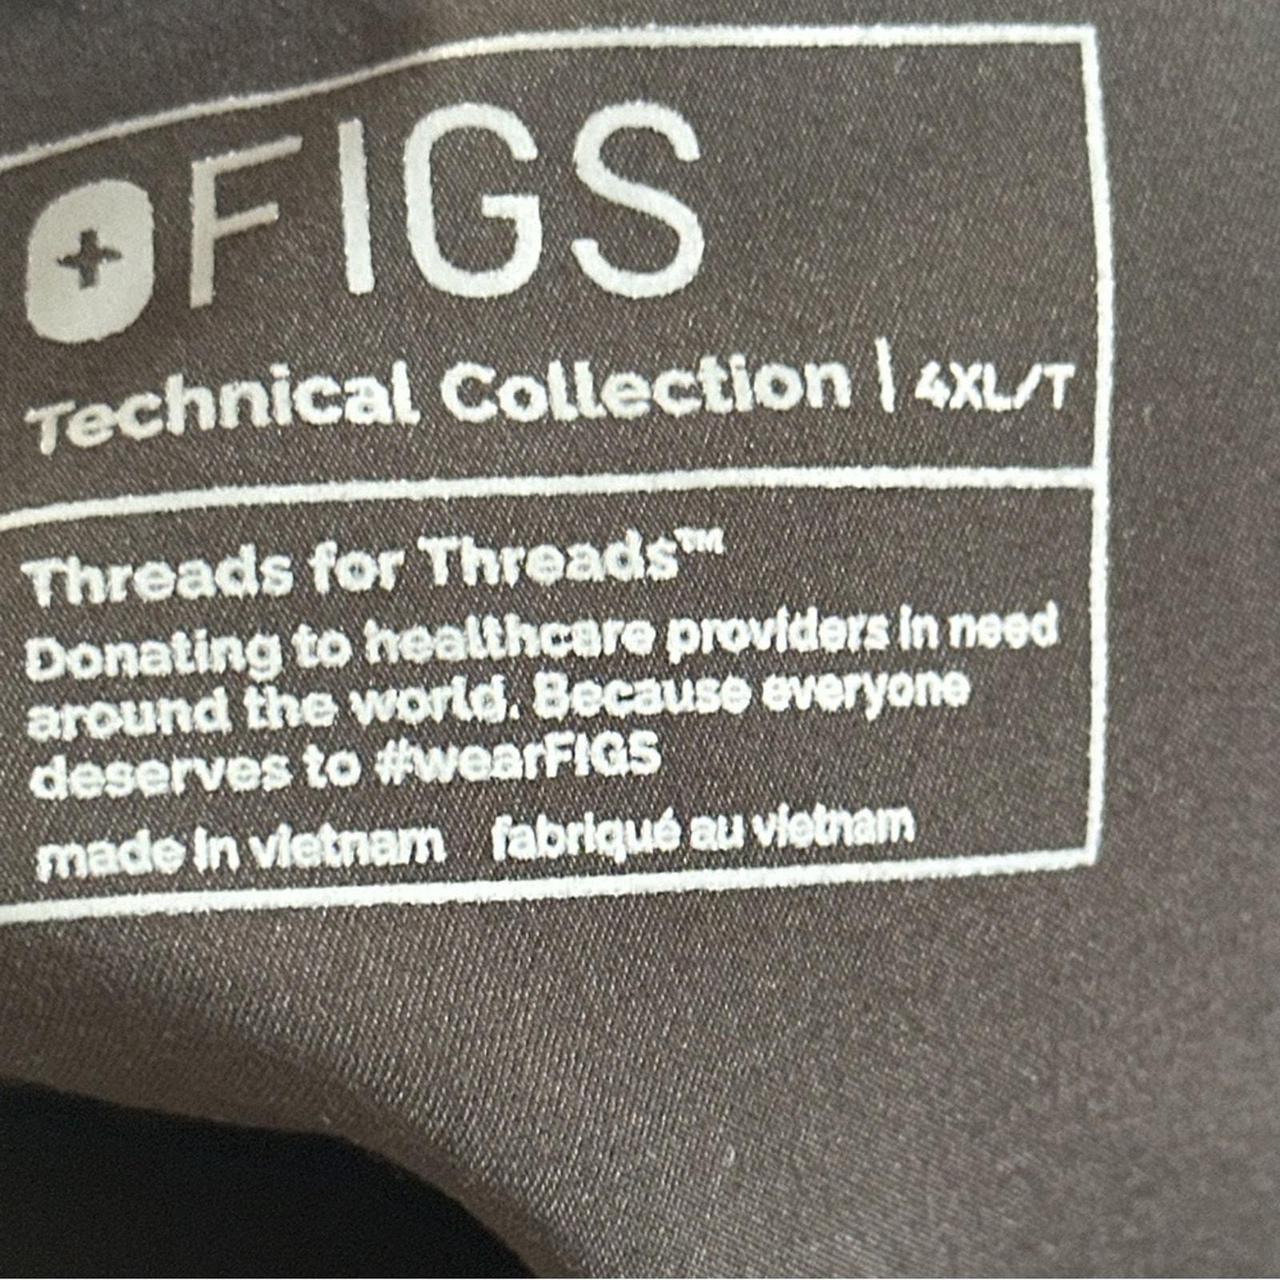 FIGS
Technical Collection | 4XL/T
Threads for Threads™
Donating to healthcare providers in need
around the world. Because everyone
deserves to #wearFIGS
made in vietnam fabriqué au vietnam